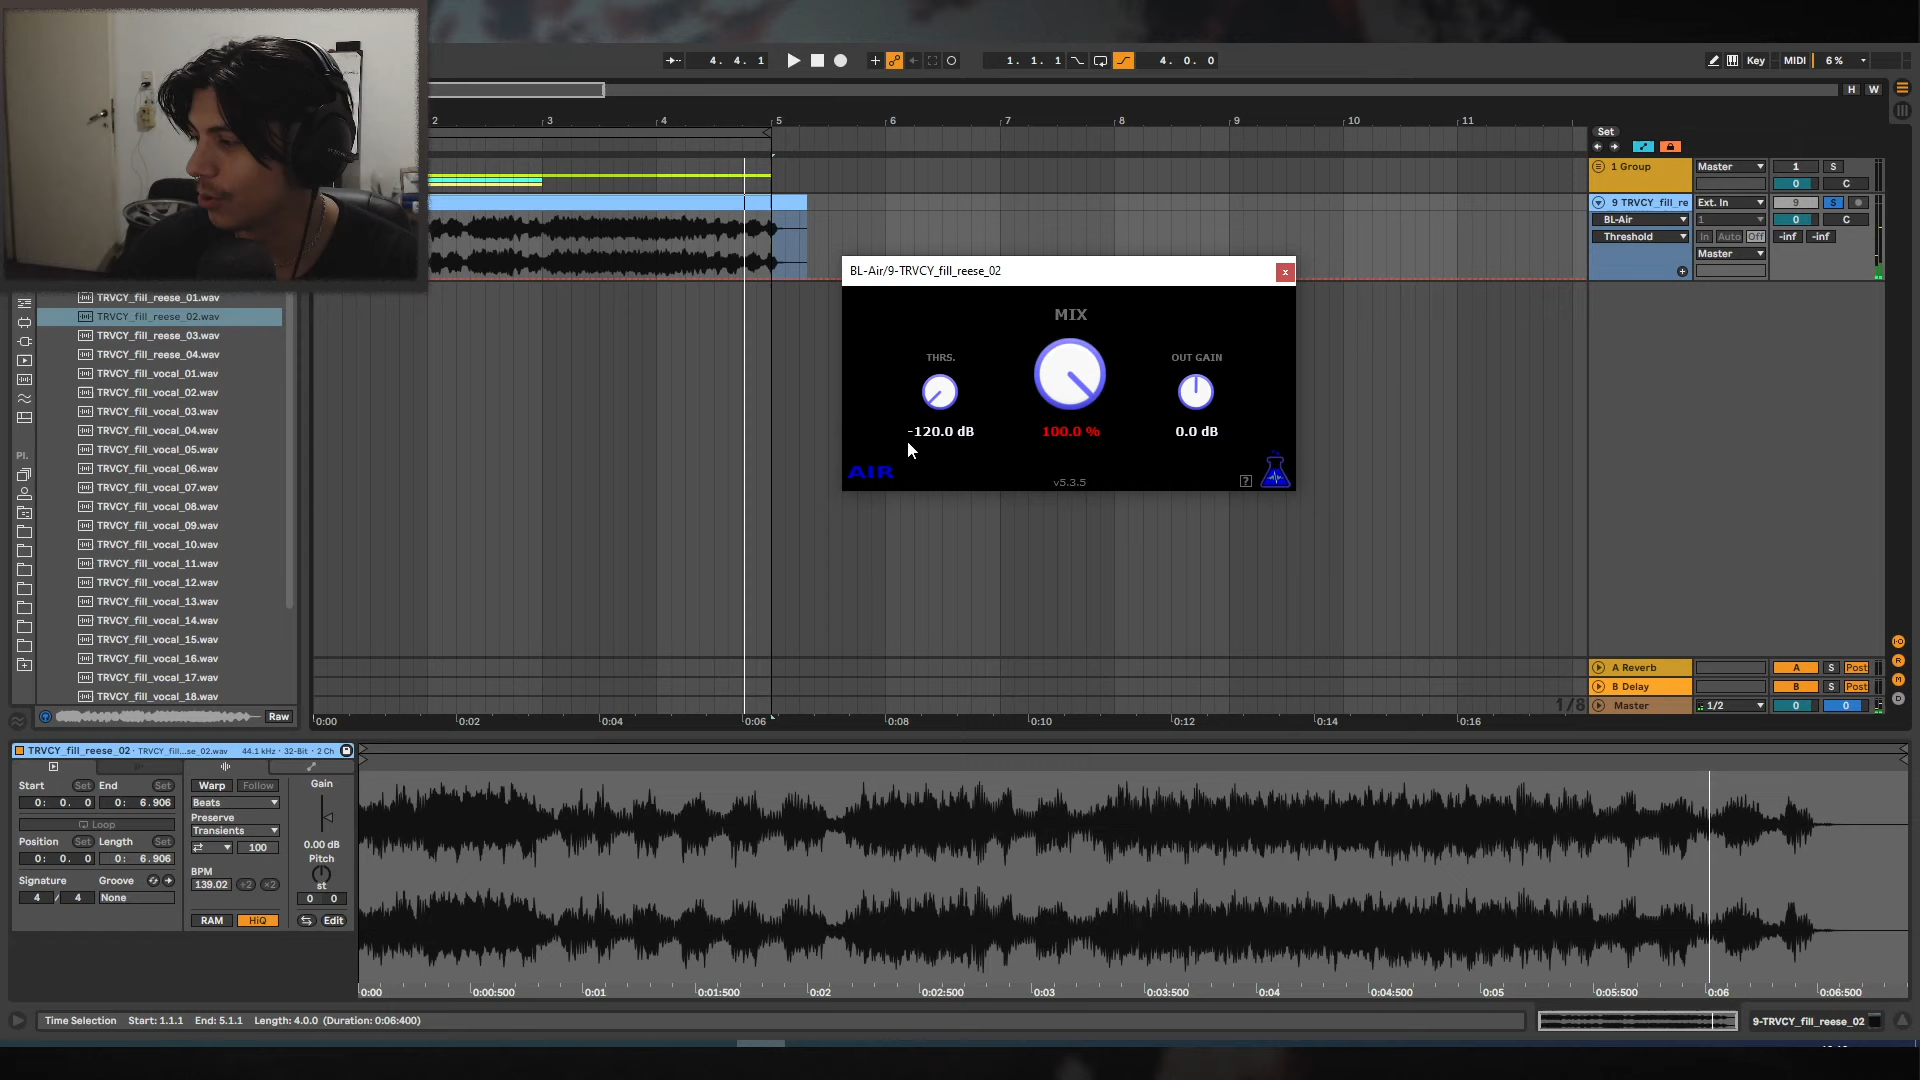 4. 4. 1
1. 1. 1
4. 0. 0
Key
MIDI
6 %
H
W
2
3
4
5
6
7
8
9
10
11
Set
1 Group
Master
1
S
0
C
9 TRVCY_fill_re
Ext. In
9
S
BL-Air
1
0
C
Threshold
In
Auto
Off
-inf
-inf
Master
BL-Air/9-TRVCY_fill_reese_02
x
MIX
THRS.
OUT GAIN
-120.0 dB
100.0 %
0.0 dB
AIR
v5.3.5
?
TRVCY_fill_reese_01.wav
TRVCY_fill_reese_02.wav
TRVCY_fill_reese_03.wav
TRVCY_fill_reese_04.wav
TRVCY_fill_vocal_01.wav
TRVCY_fill_vocal_02.wav
TRVCY_fill_vocal_03.wav
TRVCY_fill_vocal_04.wav
TRVCY_fill_vocal_05.wav
TRVCY_fill_vocal_06.wav
TRVCY_fill_vocal_07.wav
TRVCY_fill_vocal_08.wav
TRVCY_fill_vocal_09.wav
TRVCY_fill_vocal_10.wav
TRVCY_fill_vocal_11.wav
TRVCY_fill_vocal_12.wav
TRVCY_fill_vocal_13.wav
TRVCY_fill_vocal_14.wav
TRVCY_fill_vocal_15.wav
TRVCY_fill_vocal_16.wav
TRVCY_fill_vocal_17.wav
TRVCY_fill_vocal_18.wav
Pl.
Raw
A Reverb
A
S
Post
B Delay
B
S
Post
1/8
Master
1/2
0
0
0:00
0:02
0:04
0:06
0:08
0:10
0:12
0:14
0:16
TRVCY_fill_reese_02
TRVCY_fill...se_02.wav
44.1 kHz · 32-Bit · 2 Ch
Start
Set
End
Set
0: 0. 0
0: 6.906
Loop
Position
Set
Length
Set
0: 0. 0
0: 6.906
Signature
Groove
4 / 4
None
Warp
Follow
Beats
Preserve
Transients
100
BPM
139.02
÷2
×2
RAM
HiQ
Gain
0.00 dB
Pitch
st
0 0
Edit
0:00
0:00:500
0:01
0:01:500
0:02
0:02:500
0:03
0:03:500
0:04
0:04:500
0:05
0:05:500
0:06
0:06:500
Time Selection Start: 1.1.1 End: 5.1.1 Length: 4.0.0 (Duration: 0:06:400)
9-TRVCY_fill_reese_02